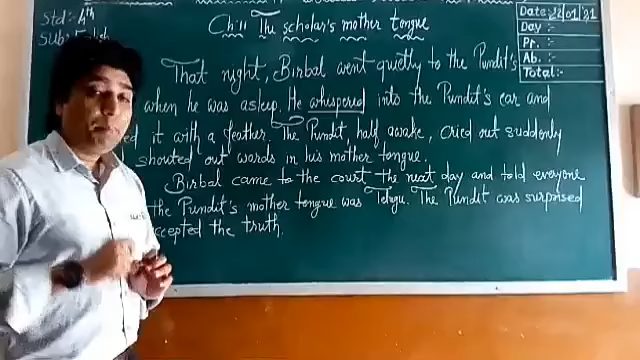 Std:- 4th
Sub:-
Ch:11 The scholar's mother tongue
Date: 22/01/21
Day :-
Pr. :-
Ab. :-
Total:-
That night, Birbal went quietly to the Pundit's
when he was asleep. He whispered into the Pundit's ear and
it with a feather. The Pundit, half awake, cried out suddenly
shouted out words in his mother tongue.
Birbal came to the court the next day and told everyone
the Pundit's mother tongue was Telugu. The Pundit was surprised
the truth.